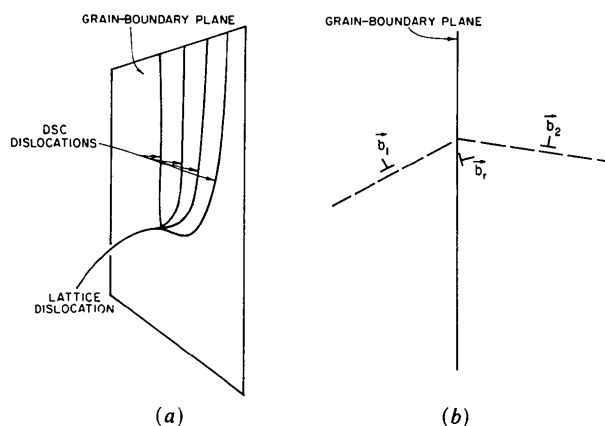 GRAIN-BOUNDARY PLANE
DSC
DISLOCATIONS
LATTICE
DISLOCATION
(a)
GRAIN-BOUNDARY
PLANE
b₁
b₂
bᵣ
(b)